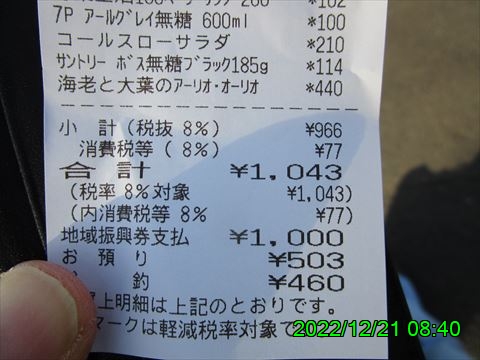 *102
7P アールグレイ無糖 600ml *100
コールスローサラダ *210
サントリー ボス無糖ブラック185g *114
海老と大葉のアーリオ・オーリオ *440
小 計(税抜 8%) ¥966
消費税等( 8%) ¥77
合 計 ¥1,043
(税率 8%対象 ¥1,043)
(内消費税等 8% ¥77)
地域振興券支払 ¥1,000
お 預 り ¥503
釣 ¥460
上明細は上記のとおりです。
マークは軽減税率対象で
2022/12/21 08:40